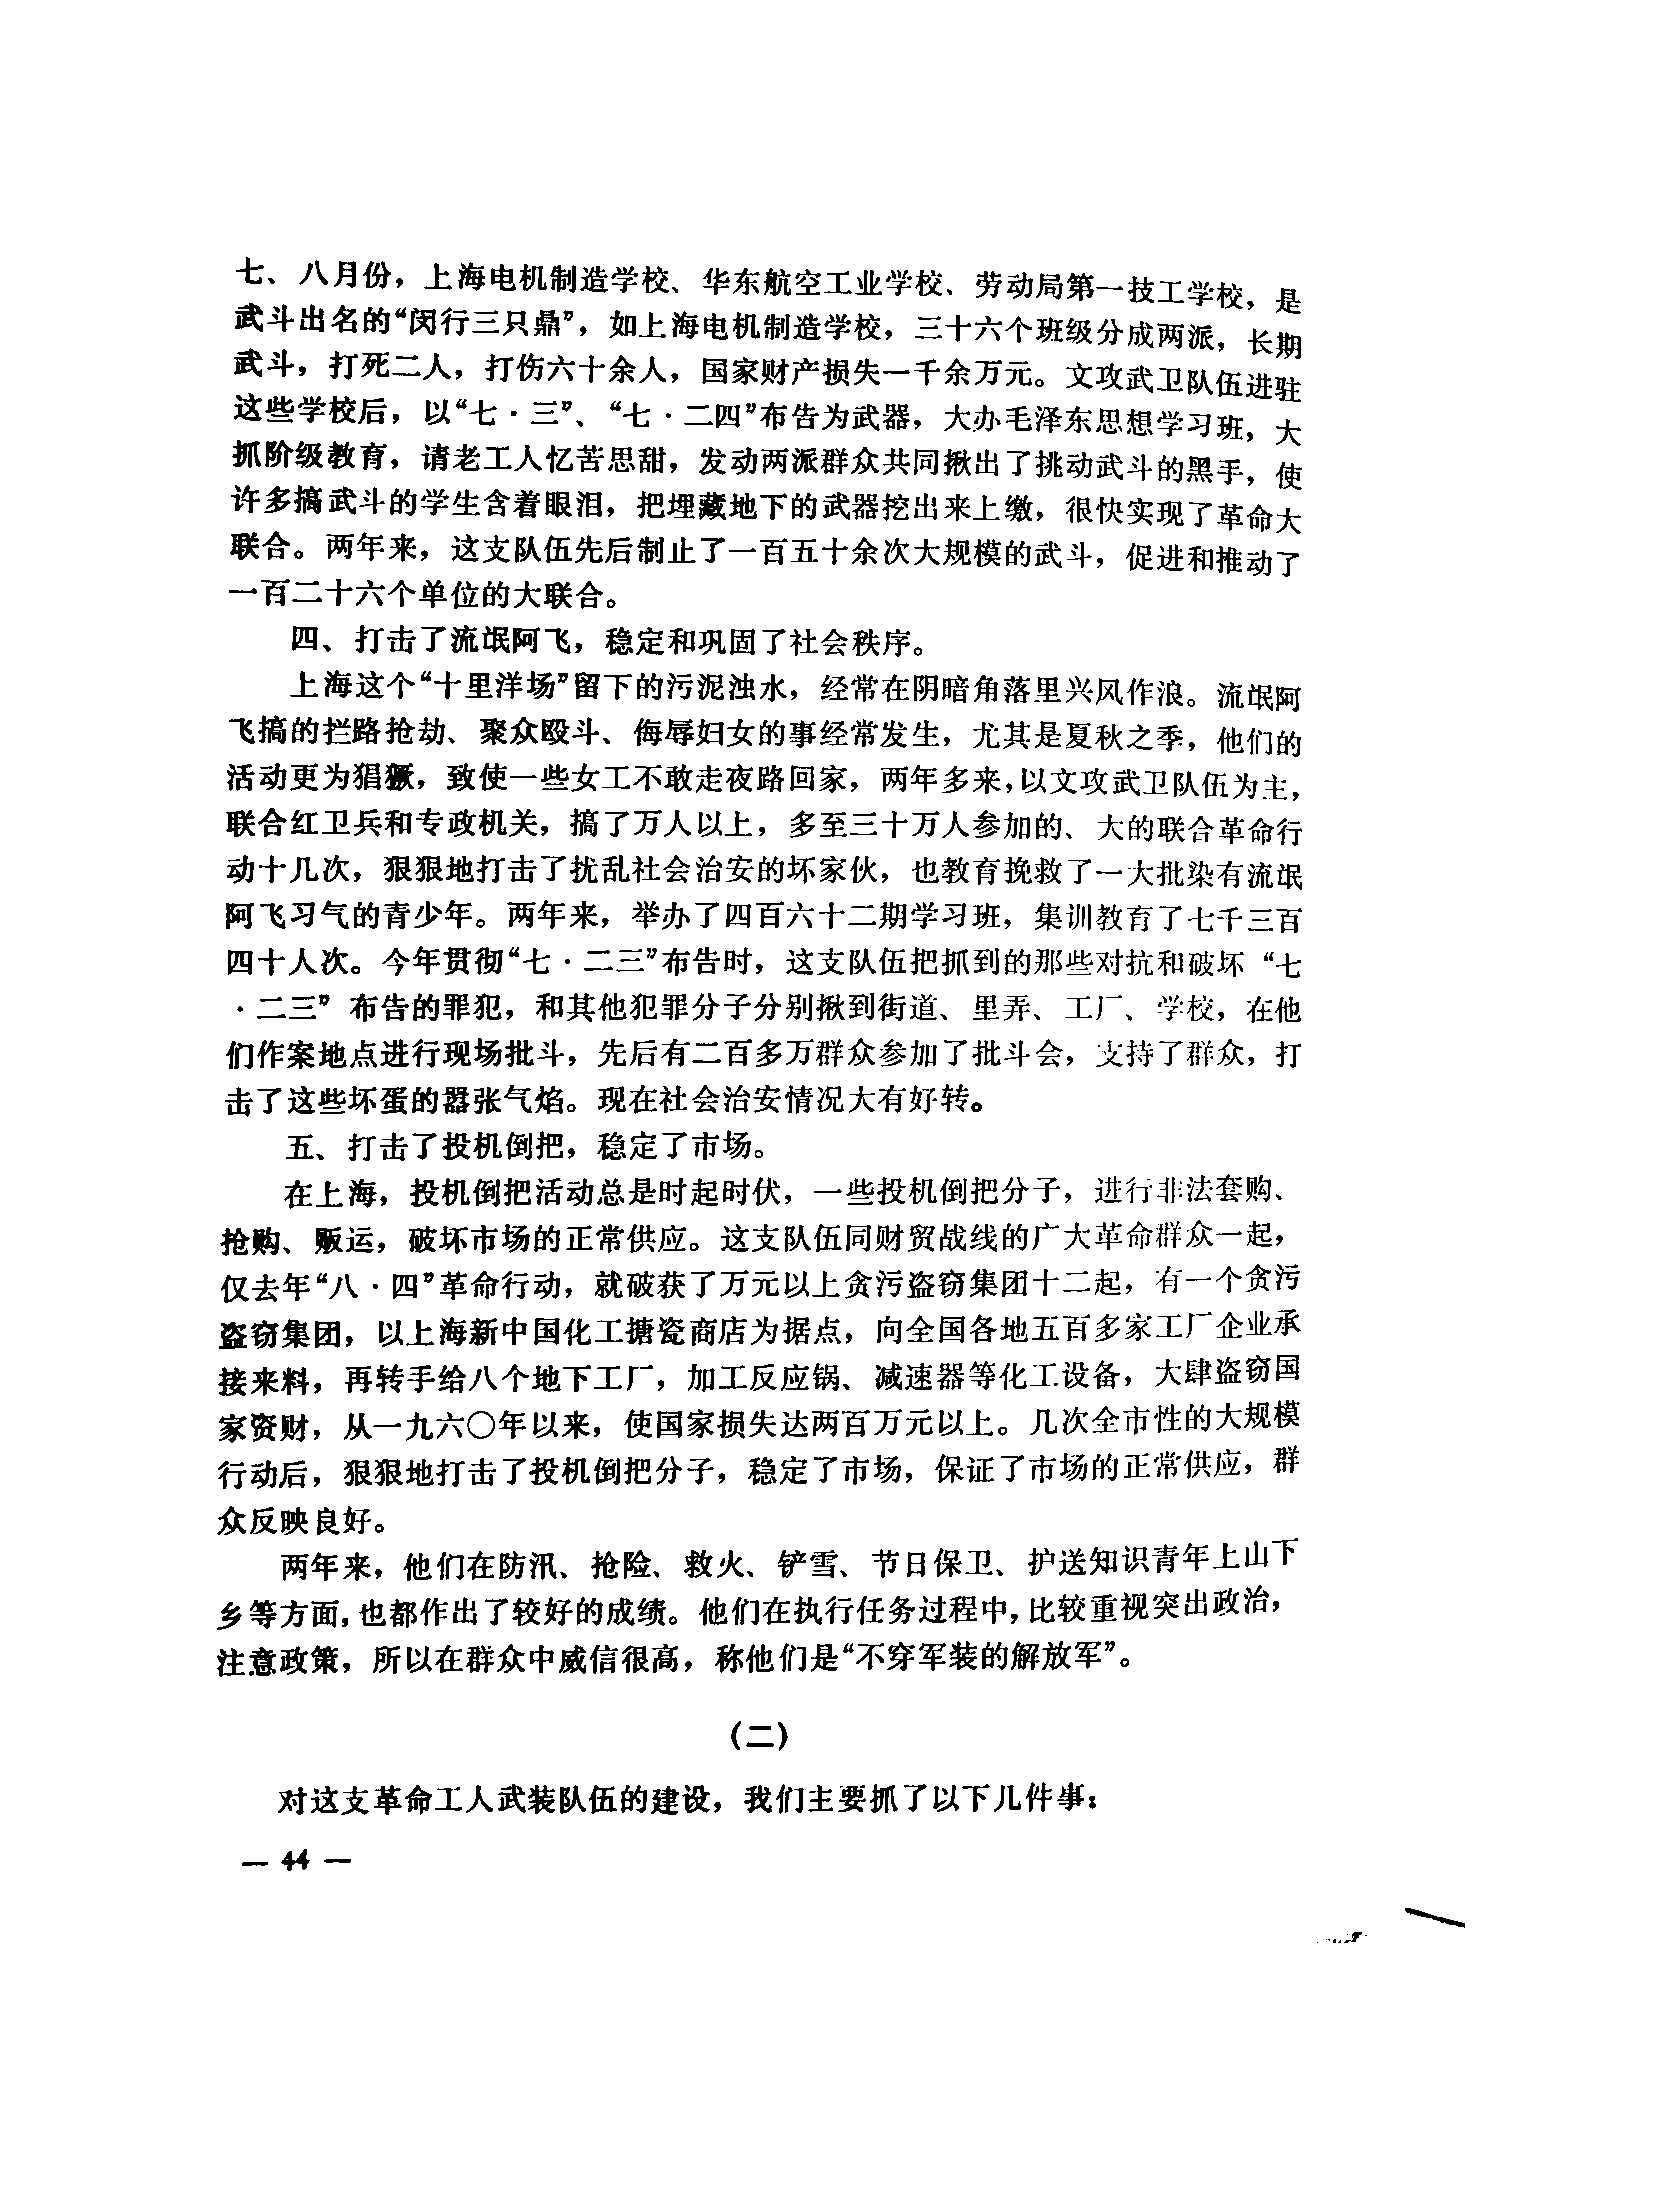 七、八月份，上海电机制造学校、华东航空工业学校、劳动局第一技工学校，是
武斗出名的“闵行三只鼎”，如上海电机制造学校，三十六个班级分成两派，长期
武斗，打死二人，打伤六十余人，国家财产损失一千余万元。文攻武卫队伍进驻
这些学校后，以“七·三”、“七·二四”布告为武器，大办毛泽东思想学习班，大
抓阶级教育，请老工人忆苦思甜，发动两派群众共同揪出了挑动武斗的黑手，使
许多搞武斗的学生含着眼泪，把埋藏地下的武器挖出来上缴，很快实现了革命大
联合。两年来，这支队伍先后制止了一百五十余次大规模的武斗，促进和推动了
一百二十六个单位的大联合。
四、打击了流氓阿飞，稳定和巩固了社会秩序。
上海这个“十里洋场”留下的污泥浊水，经常在阴暗角落里兴风作浪。流氓阿
飞搞的拦路抢劫、聚众殴斗、侮辱妇女的事经常发生，尤其是夏秋之季，他们的
活动更为猖獗，致使一些女工不敢走夜路回家，两年多来，以文攻武卫队伍为主，
联合红卫兵和专政机关，搞了万人以上，多至三十万人参加的、大的联合革命行
动十几次，狠狠地打击了扰乱社会治安的坏家伙，也教育挽救了一大批染有流氓
阿飞习气的青少年。两年来，举办了四百六十二期学习班，集训教育了七千三百
四十人次。今年贯彻“七·二三”布告时，这支队伍把抓到的那些对抗和破坏“七
·二三”布告的罪犯，和其他犯罪分子分别揪到街道、里弄、工厂、学校，在他
们作案地点进行现场批斗，先后有二百多万群众参加了批斗会，支持了群众，打
击了这些坏蛋的嚣张气焰。现在社会治安情况大有好转。
五、打击了投机倒把，稳定了市场。
在上海，投机倒把活动总是时起时伏，一些投机倒把分子，进行非法套购、
抢购、贩运，破坏市场的正常供应。这支队伍同财贸战线的广大革命群众一起，
仅去年“八·四”革命行动，就破获了万元以上贪污盗窃集团十二起，有一个贪污
盗窃集团，以上海新中国化工搪瓷商店为据点，向全国各地五百多家工厂企业承
接来料，再转手给八个地下工厂，加工反应锅、减速器等化工设备，大肆盗窃国
家资财，从一九六〇年以来，使国家损失达两百万元以上。几次全市性的大规模
行动后，狠狠地打击了投机倒把分子，稳定了市场，保证了市场的正常供应，群
众反映良好。
两年来，他们在防汛、抢险、救火、铲雪、节日保卫、护送知识青年上山下
乡等方面，也都作出了较好的成绩。他们在执行任务过程中，比较重视突出政治，
注意政策，所以在群众中威信很高，称他们是“不穿军装的解放军”。
（二）
对这支革命工人武装队伍的建设，我们主要抓了以下几件事：
— 44 —